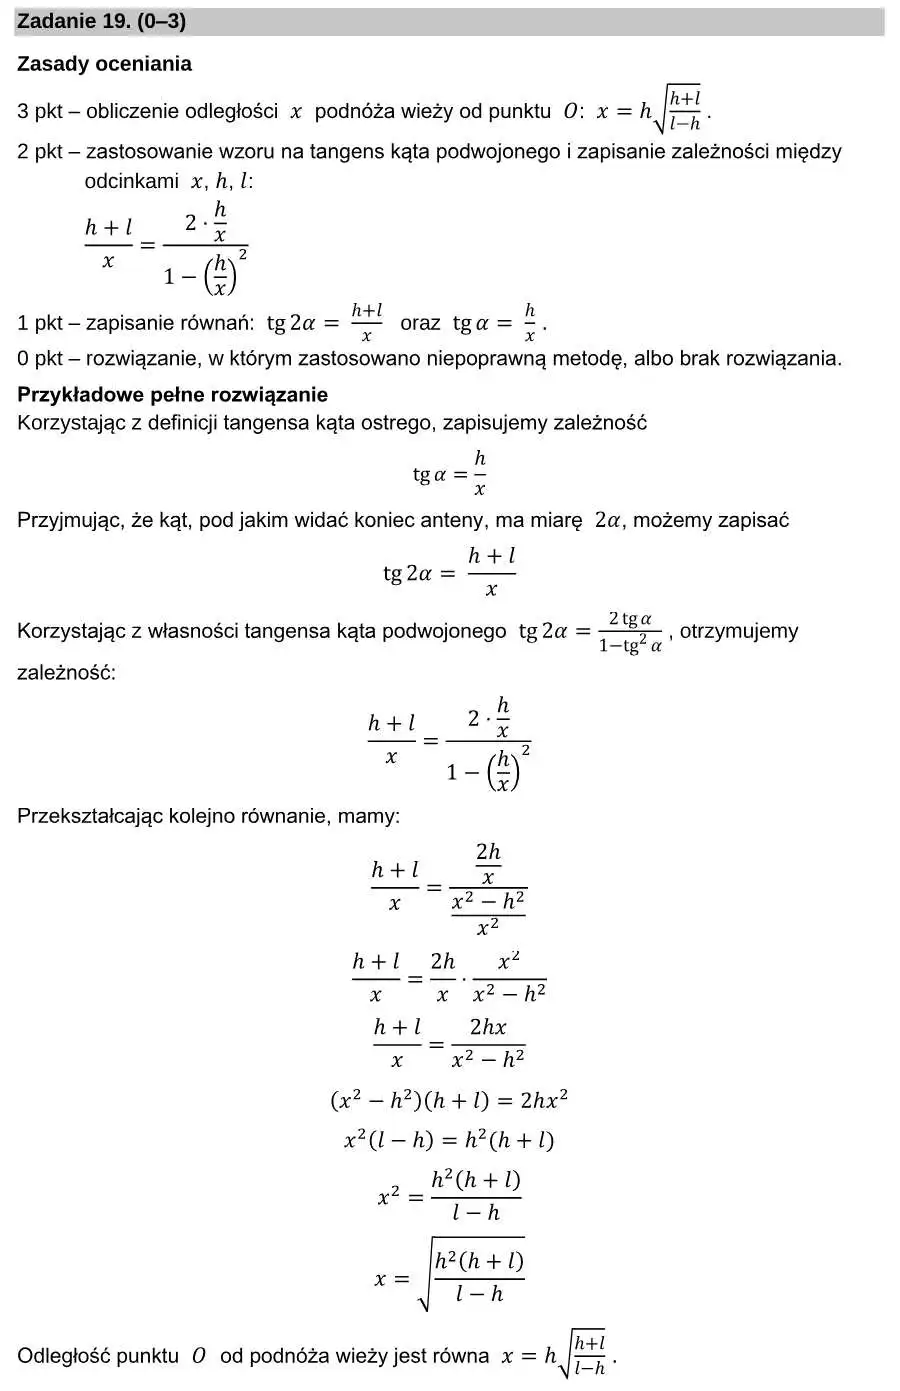 Zadanie 19. (0–3)
Zasady oceniania
3 pkt – obliczenie odległości x podnóża wieży od punktu O: x = h√((h+l)/(l−h)) .
2 pkt – zastosowanie wzoru na tangens kąta podwojonego i zapisanie zależności między
odcinkami x, h, l:
(h + l)/x = (2 · h/x)/(1 − (h/x)²)
1 pkt – zapisanie równań: tg 2α = (h+l)/x oraz tg α = h/x .
0 pkt – rozwiązanie, w którym zastosowano niepoprawną metodę, albo brak rozwiązania.
Przykładowe pełne rozwiązanie
Korzystając z definicji tangensa kąta ostrego, zapisujemy zależność
tg α = h/x
Przyjmując, że kąt, pod jakim widać koniec anteny, ma miarę 2α, możemy zapisać
tg 2α = (h + l)/x
Korzystając z własności tangensa kąta podwojonego tg 2α = (2 tg α)/(1−tg² α) , otrzymujemy
zależność:
(h + l)/x = (2 · h/x)/(1 − (h/x)²)
Przekształcając kolejno równanie, mamy:
(h + l)/x = (2h/x)/((x² − h²)/x²)
(h + l)/x = 2h/x · x²/(x² − h²)
(h + l)/x = 2hx/(x² − h²)
(x² − h²)(h + l) = 2hx²
x²(l − h) = h²(h + l)
x² = h²(h + l)/(l − h)
x = √(h²(h + l)/(l − h))
Odległość punktu O od podnóża wieży jest równa x = h√((h+l)/(l−h)) .